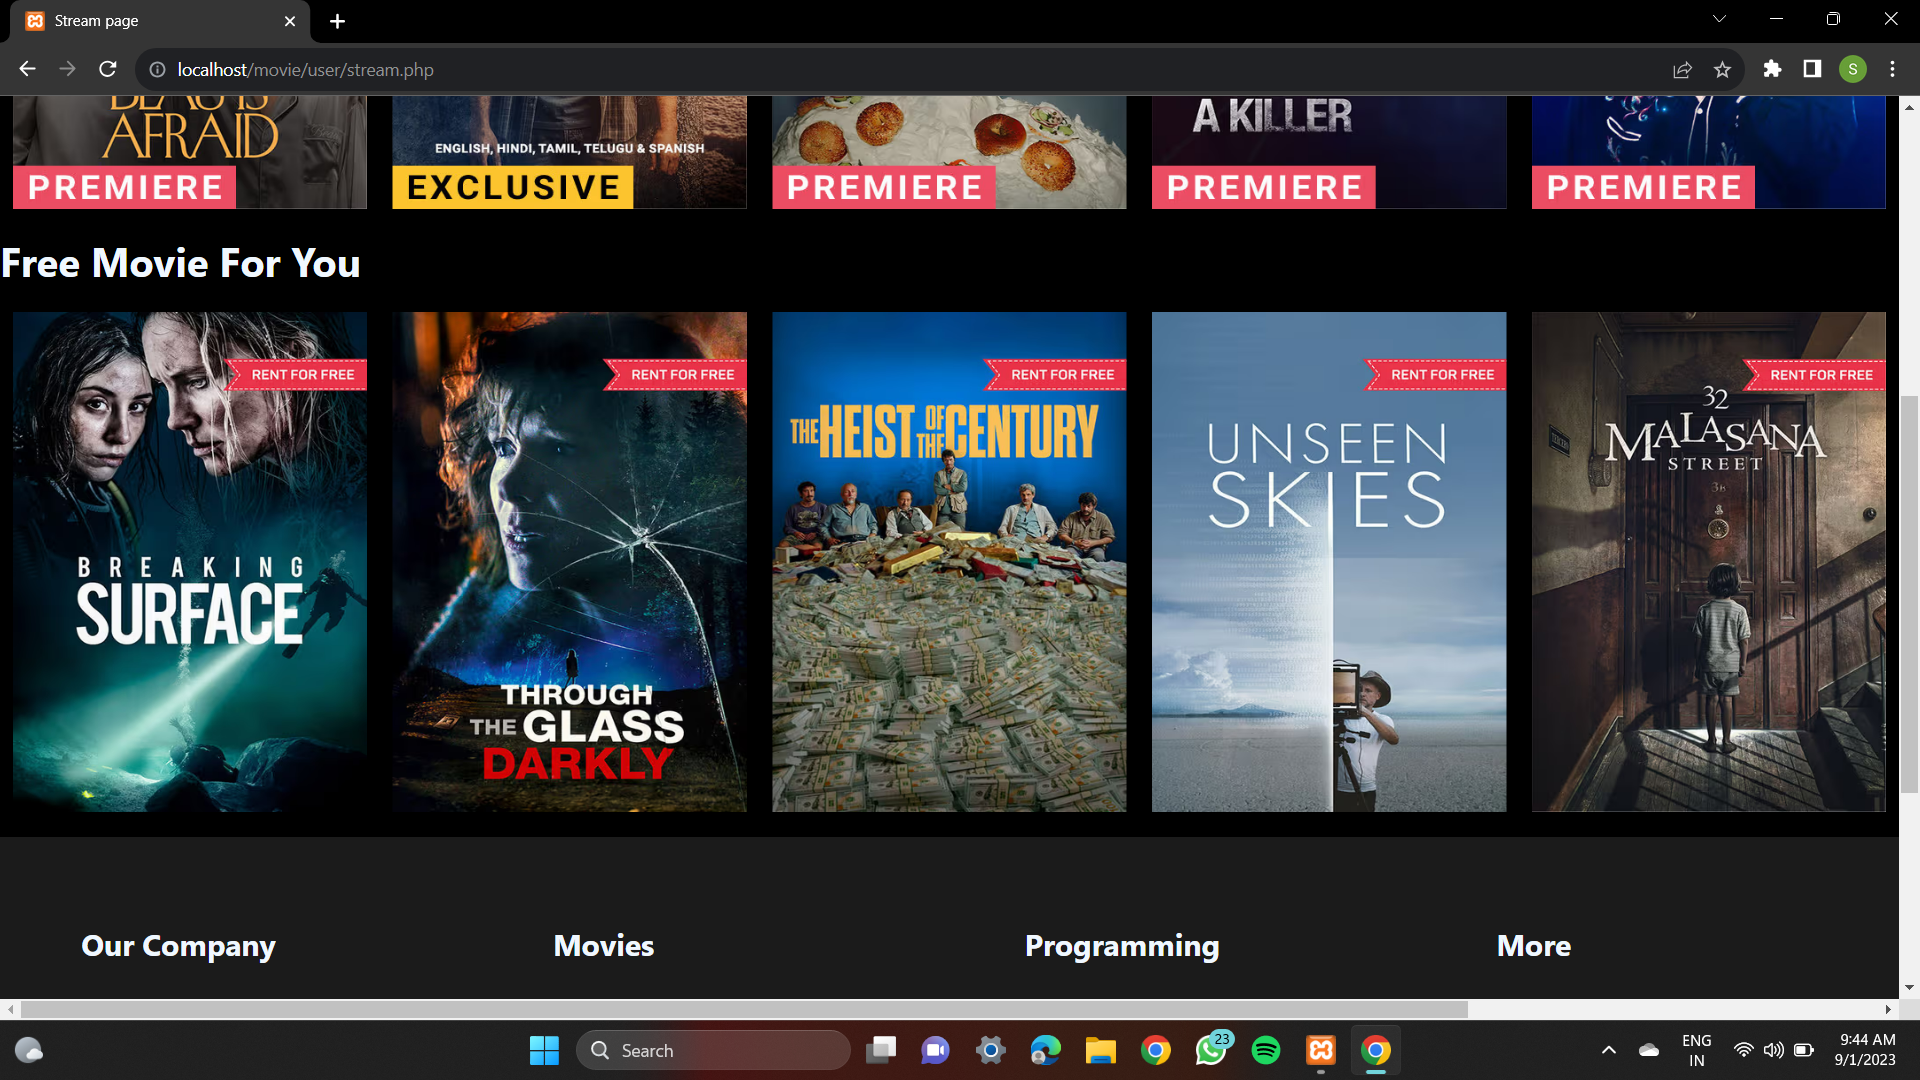 Stream page
localhost/movie/user/stream.php
S
AFRAID
PREMIERE
ENGLISH, HINDI, TAMIL, TELUGU & SPANISH
EXCLUSIVE
PREMIERE
A KILLER
PREMIERE
PREMIERE
Free Movie For You
RENT FOR FREE
BREAKING
SURFACE
RENT FOR FREE
THROUGH
THE GLASS
DARKLY
RENT FOR FREE
THE HEIST OF THE CENTURY
RENT FOR FREE
UNSEEN
SKIES
RENT FOR FREE
32
MALASANA
STREET
3B
Our Company
Movies
Programming
More
Search
23
ENG
IN
9:44 AM
9/1/2023